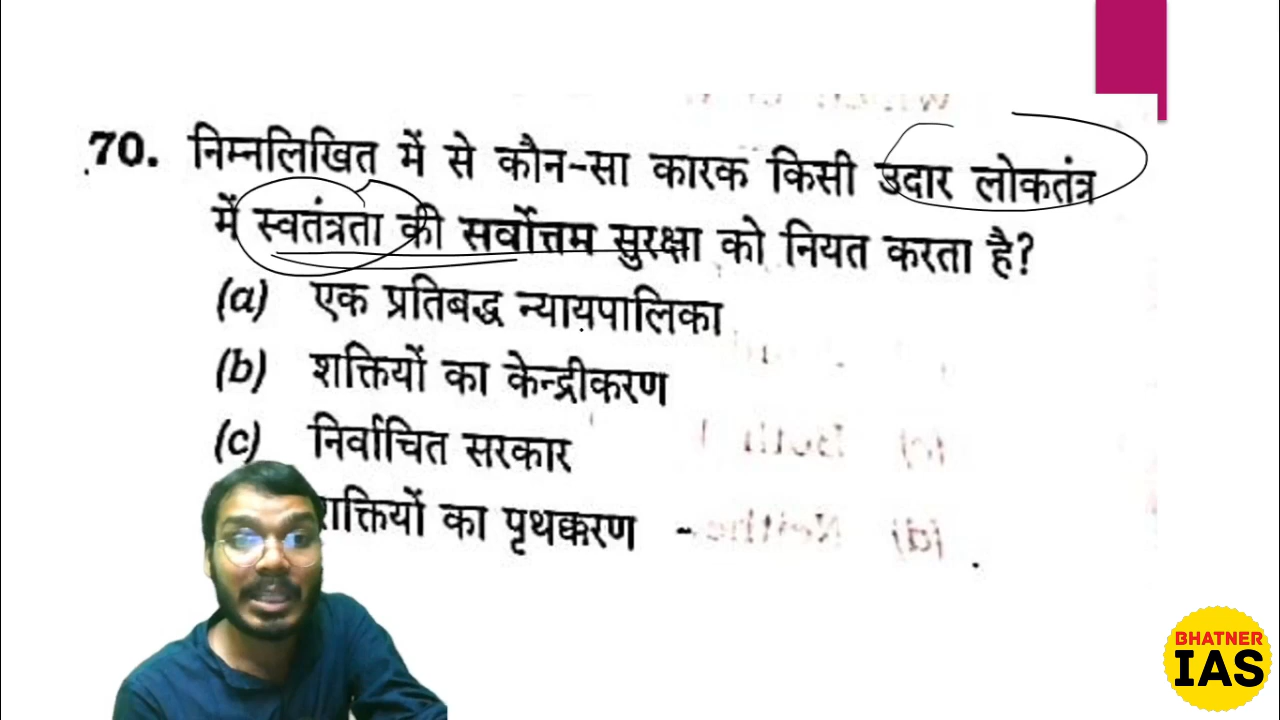 70. निम्नलिखित में से कौन-सा कारक किसी उदार लोकतंत्र
में स्वतंत्रता की सर्वोत्तम सुरक्षा को नियत करता है?
(a) एक प्रतिबद्ध न्यायपालिका
(b) शक्तियों का केन्द्रीकरण
(c) निर्वाचित सरकार
शक्तियों का पृथक्करण
BHATNER
IAS